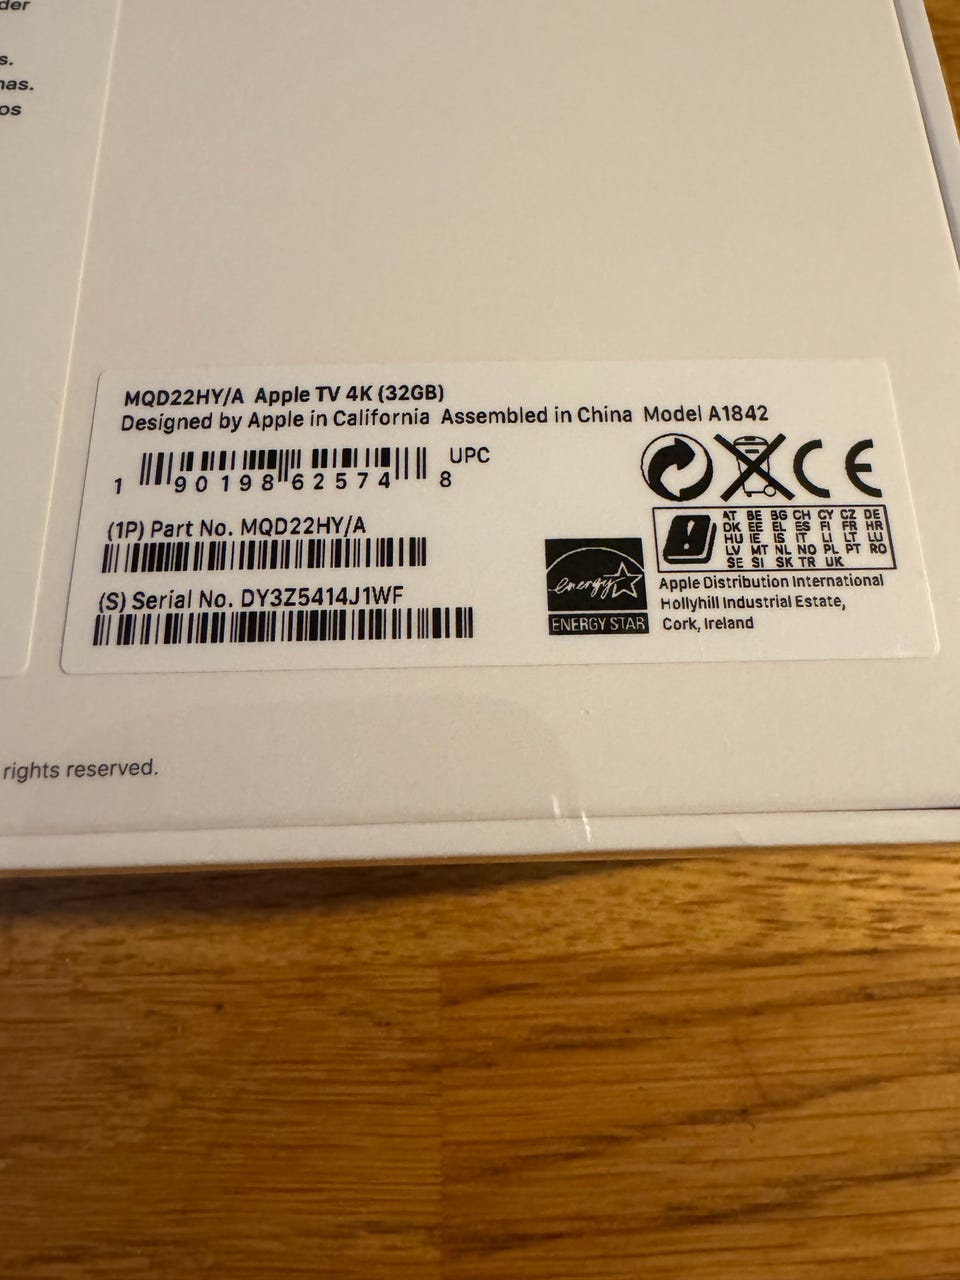 der
s.
nas.
os
MQD22HY/A Apple TV 4K (32GB)
Designed by Apple in California Assembled in China Model A1842
UPC
1 90198 62574 8
(1P) Part No. MQD22HY/A
(S) Serial No. DY3Z5414J1WF
energy
ENERGY STAR
CE
!
AT BE BG CH CY CZ DE
DK EE EL ES FI FR HR
HU IE IS IT LI LT LU
LV MT NL NO PL PT RO
SE SI SK TR UK
Apple Distribution International
Hollyhill Industrial Estate,
Cork, Ireland
rights reserved.